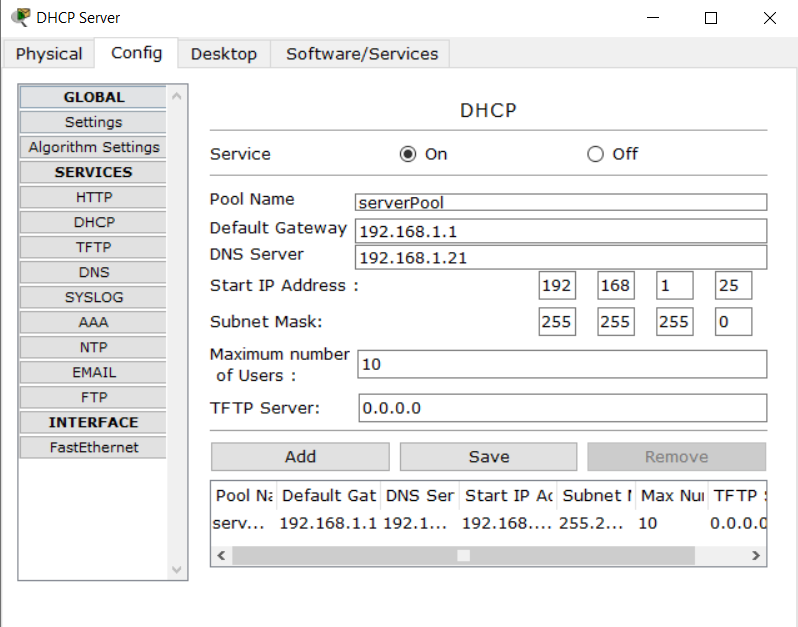 DHCP Server
Physical Config Desktop Software/Services
GLOBAL
Settings
Algorithm Settings
SERVICES
HTTP
DHCP
TFTP
DNS
SYSLOG
AAA
NTP
EMAIL
FTP
INTERFACE
FastEthernet
DHCP
Service On Off
Pool Name serverPool
Default Gateway 192.168.1.1
DNS Server 192.168.1.21
Start IP Address : 192 168 1 25
Subnet Mask: 255 255 255 0
Maximum number
of Users : 10
TFTP Server: 0.0.0.0
Add Save Remove
Pool Na Default Gat DNS Ser Start IP Ac Subnet M Max Nur TFTP S
serv... 192.168.1.1 192.1... 192.168.... 255.2... 10 0.0.0.0